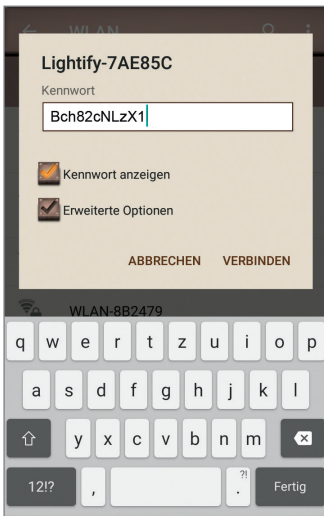 WLAN
Lightify-7AE85C
Kennwort
Bch82cNLzX1
Kennwort anzeigen
Erweiterte Optionen
ABBRECHEN VERBINDEN
WLAN-8B2479
q w e r t z u i o p
a s d f g h j k l
y x c v b n m
12!? , ?! . Fertig